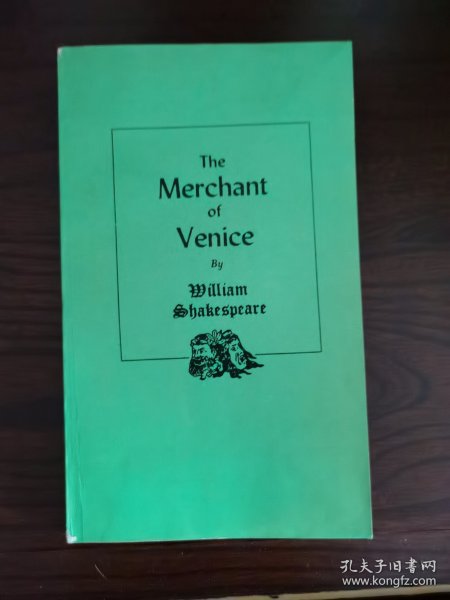 The
Merchant
of
Venice
By
William
Shakespeare
孔夫子旧书网
www.kongfz.com